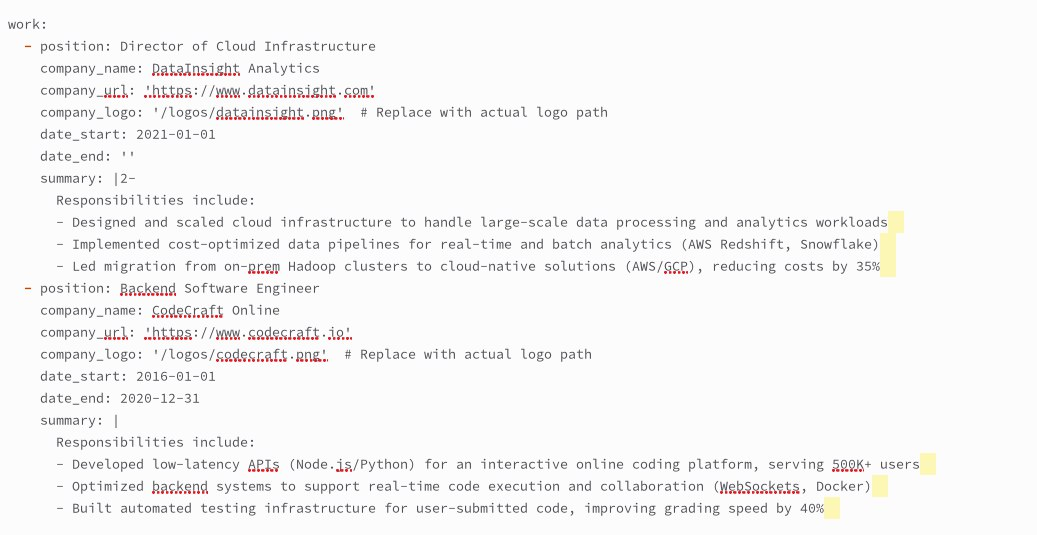 work:
  - position: Director of Cloud Infrastructure
    company_name: DataInsight Analytics
    company_url: 'https://www.datainsight.com'
    company_logo: '/logos/datainsight.png'  # Replace with actual logo path
    date_start: 2021-01-01
    date_end: ''
    summary: |2-
      Responsibilities include:
      - Designed and scaled cloud infrastructure to handle large-scale data processing and analytics workloads
      - Implemented cost-optimized data pipelines for real-time and batch analytics (AWS Redshift, Snowflake)
      - Led migration from on-prem Hadoop clusters to cloud-native solutions (AWS/GCP), reducing costs by 35%
  - position: Backend Software Engineer
    company_name: CodeCraft Online
    company_url: 'https://www.codecraft.io'
    company_logo: '/logos/codecraft.png'  # Replace with actual logo path
    date_start: 2016-01-01
    date_end: 2020-12-31
    summary: |
      Responsibilities include:
      - Developed low-latency APIs (Node.js/Python) for an interactive online coding platform, serving 500K+ users
      - Optimized backend systems to support real-time code execution and collaboration (WebSockets, Docker)
      - Built automated testing infrastructure for user-submitted code, improving grading speed by 40%